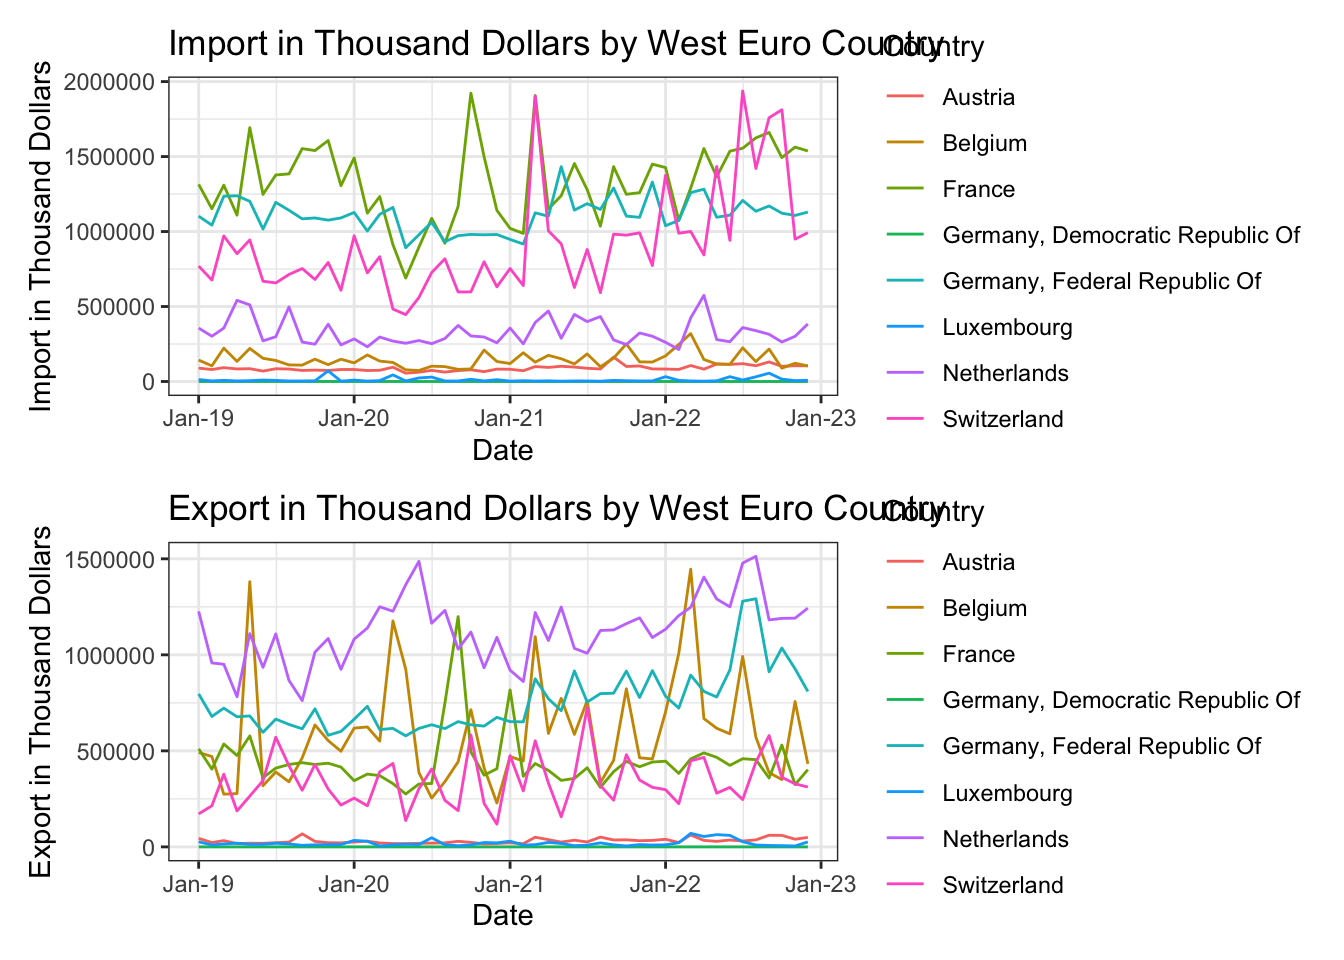 Import in Thousand Dollars by West Euro Country
Country
Import in Thousand Dollars
2000000
1500000
1000000
500000
0
Jan-19 Jan-20 Jan-21 Jan-22 Jan-23
Date
Austria
Belgium
France
Germany, Democratic Republic Of
Germany, Federal Republic Of
Luxembourg
Netherlands
Switzerland
Export in Thousand Dollars by West Euro Country
Country
Export in Thousand Dollars
1500000
1000000
500000
0
Jan-19 Jan-20 Jan-21 Jan-22 Jan-23
Date
Austria
Belgium
France
Germany, Democratic Republic Of
Germany, Federal Republic Of
Luxembourg
Netherlands
Switzerland